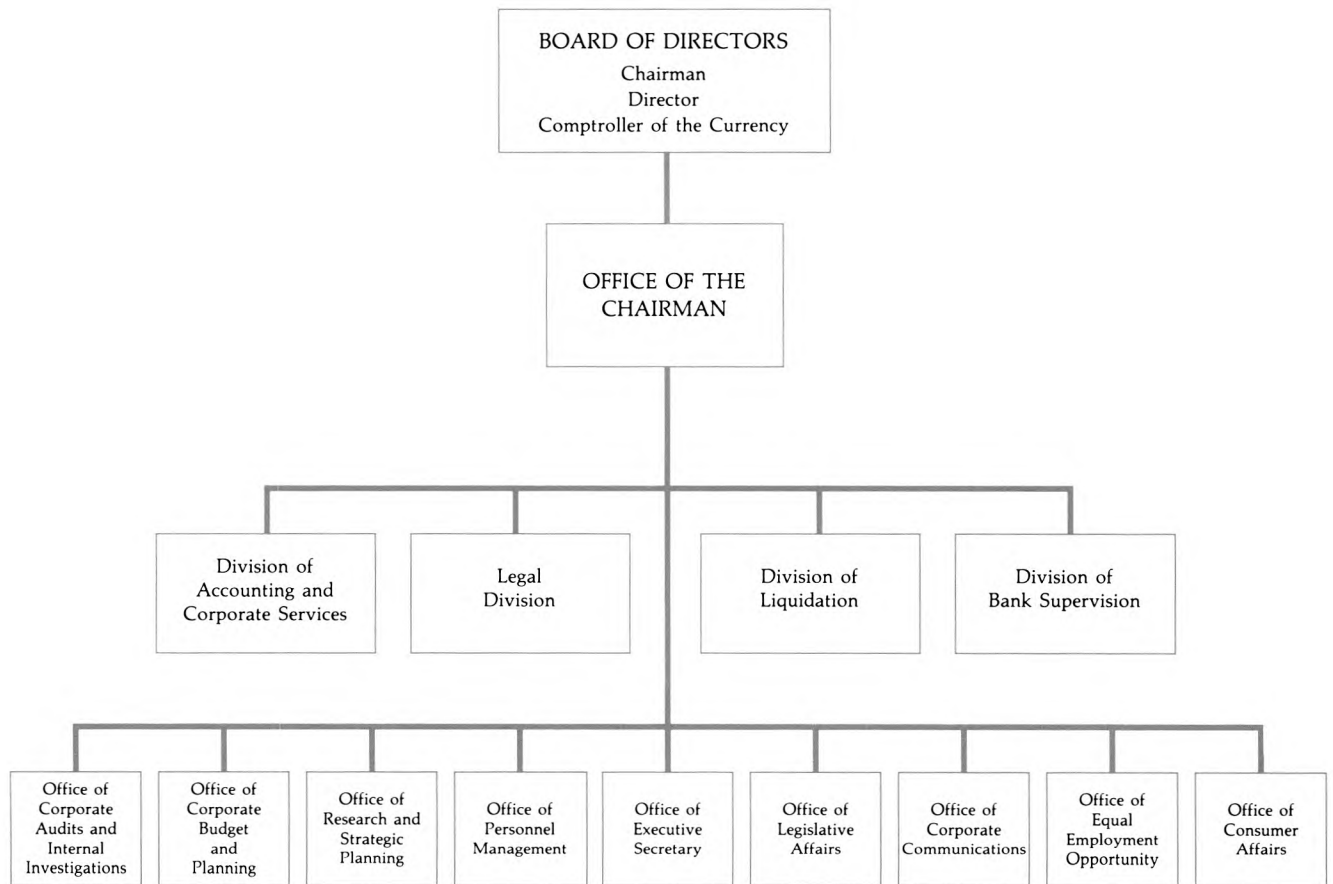 BOARD OF DIRECTORS
Chairman
Director
Comptroller of the Currency
OFFICE OF THE
CHAIRMAN
Division of
Accounting and
Corporate Services
Legal
Division
Division of
Liquidation
Division of
Bank Supervision
Office of
Corporate
Audits and
Internal
Investigations
Office of
Corporate
Budget
and
Planning
Office of
Research and
Strategic
Planning
Office of
Personnel
Management
Office of
Executive
Secretary
Office of
Legislative
Affairs
Office of
Corporate
Communications
Office of
Equal
Employment
Opportunity
Office of
Consumer
Affairs